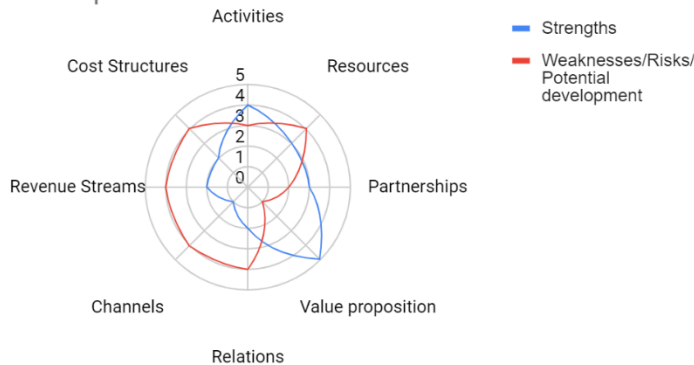 Activities
Cost Structures
Resources
5
4
3
2
1
0
Revenue Streams
Partnerships
Channels
Value proposition
Relations
Strengths
Weaknesses/Risks/
Potential
development